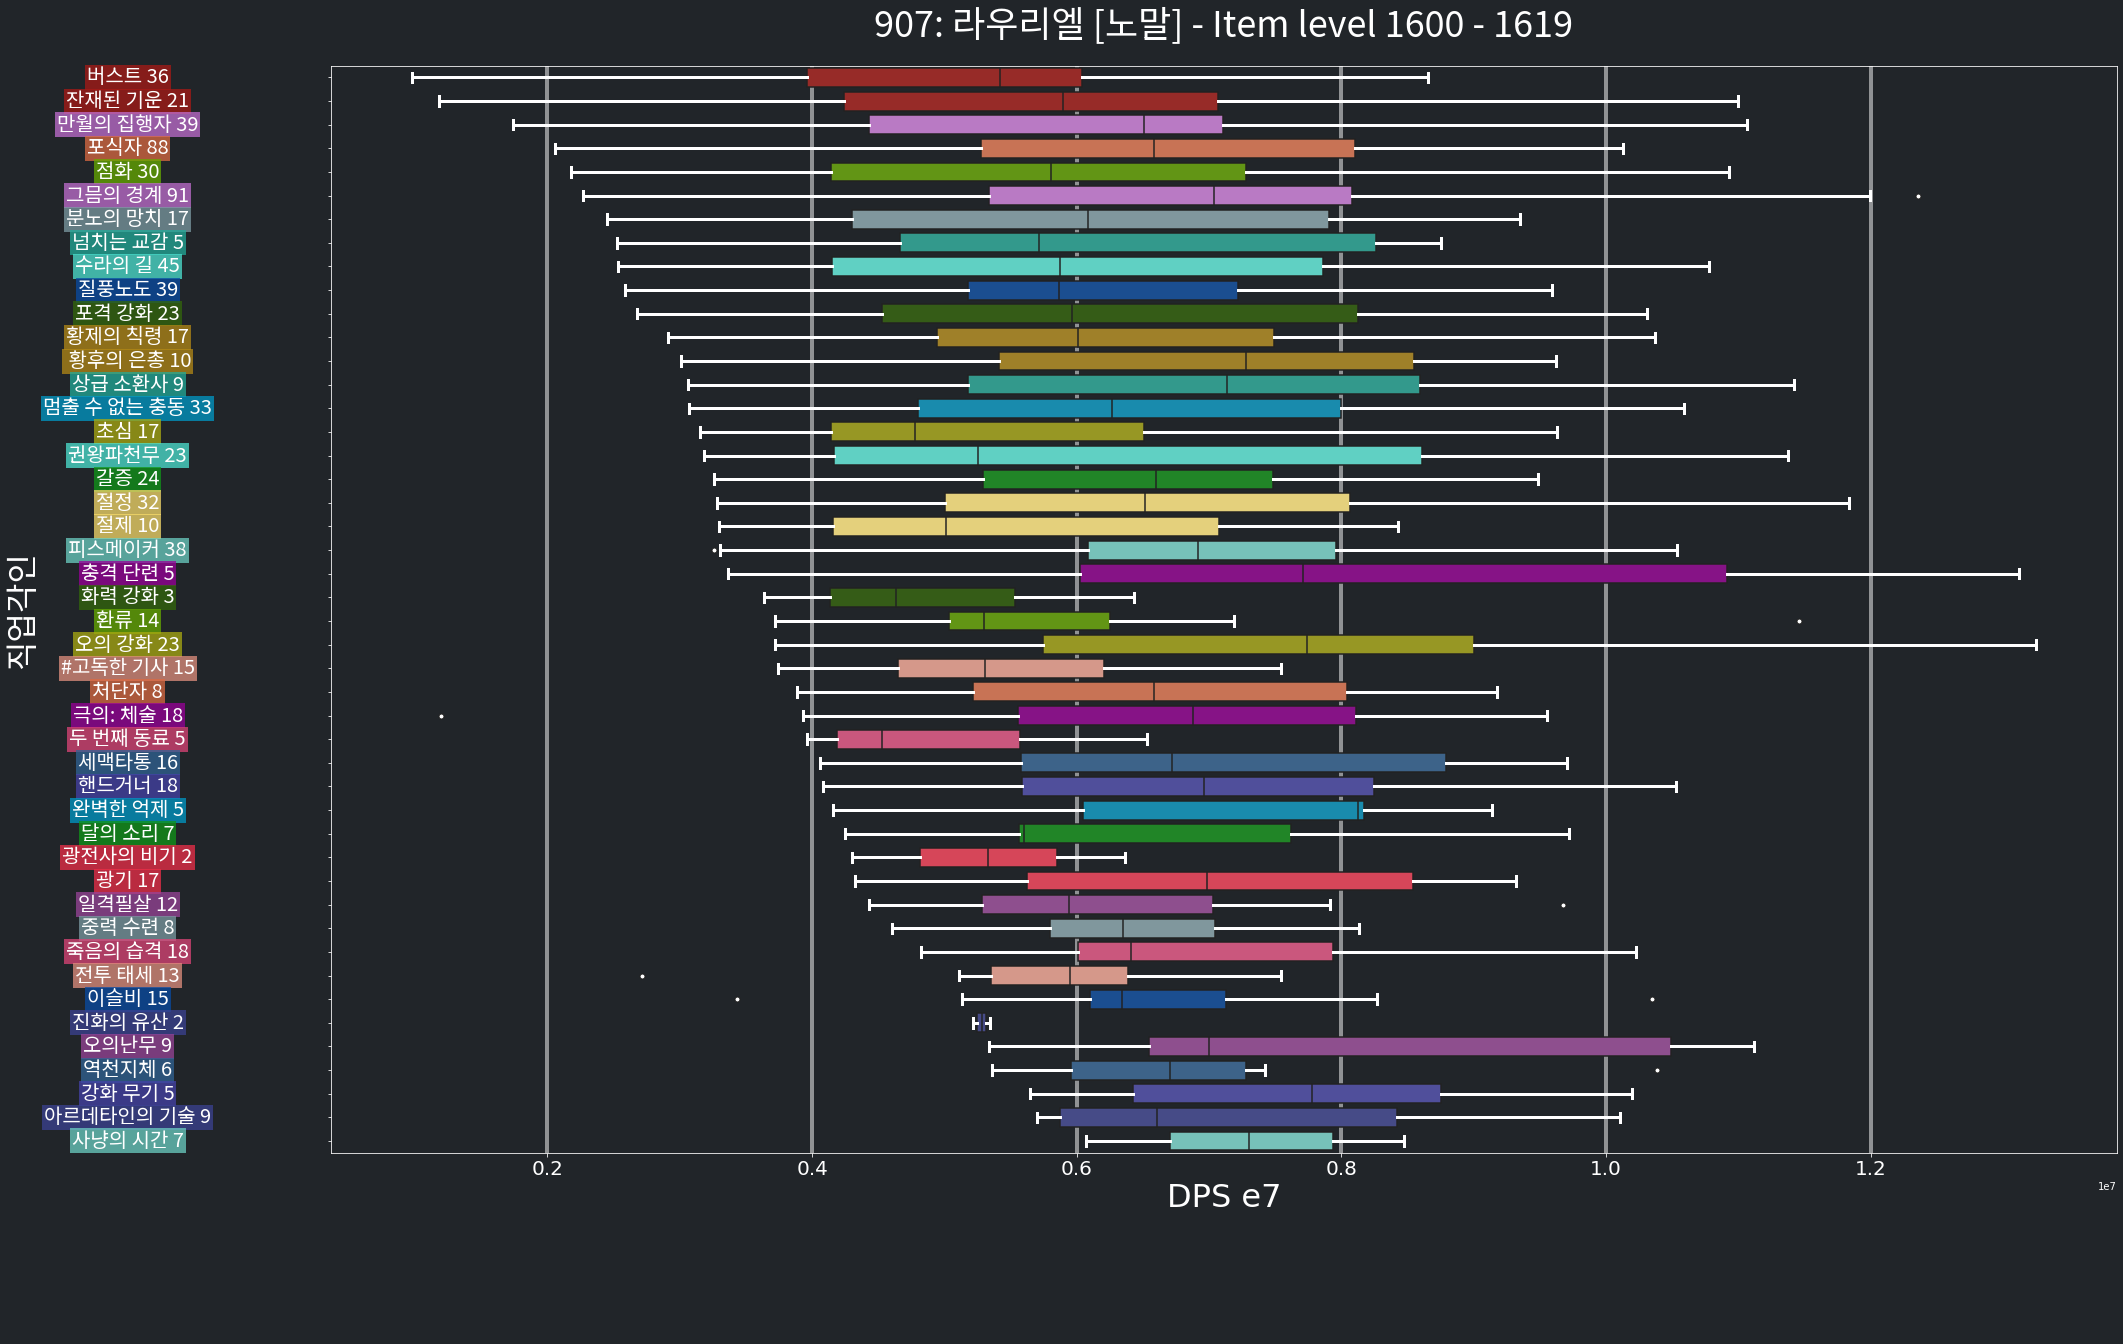 907: 라우리엘 [노말] - Item level 1600 - 1619
직업각인
버스트 36
잔재된 기운 21
만월의 집행자 39
포식자 88
점화 30
그믐의 경계 91
분노의 망치 17
넘치는 교감 5
수라의 길 45
질풍노도 39
포격 강화 23
황제의 칙령 17
황후의 은총 10
상급 소환사 9
멈출 수 없는 충동 33
초심 17
권왕파천무 23
갈증 24
절정 32
절제 10
피스메이커 38
충격 단련 5
화력 강화 3
환류 14
오의 강화 23
#고독한 기사 15
처단자 8
극의: 체술 18
두 번째 동료 5
세맥타통 16
핸드거너 18
완벽한 억제 5
달의 소리 7
광전사의 비기 2
광기 17
일격필살 12
중력 수련 8
죽음의 습격 18
전투 태세 13
이슬비 15
진화의 유산 2
오의난무 9
역천지체 6
강화 무기 5
아르데타인의 기술 9
사냥의 시간 7
0.2 0.4 0.6 0.8 1.0 1.2
1e7
DPS e7